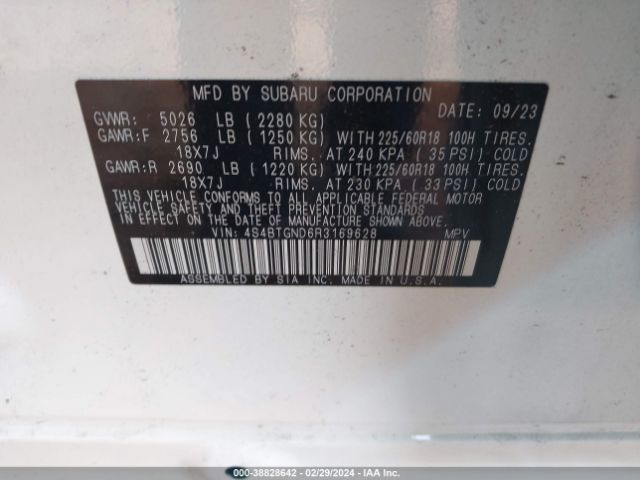 MFD BY SUBARU CORPORATION
GVWR: 5026 LB ( 2280 KG) DATE: 09/23
GAWR:F 2756 LB ( 1250 KG) WITH 225/60R18 100H TIRES.
18X7J RIMS. AT 240 KPA ( 35 PSI) COLD
GAWR:R 2690 LB ( 1220 KG) WITH 225/60R18 100H TIRES.
18X7J RIMS. AT 230 KPA ( 33 PSI) COLD
THIS VEHICLE CONFORMS TO ALL APPLICABLE FEDERAL MOTOR
VEHICLE SAFETY AND THEFT PREVENTION STANDARDS IN EFFECT
ON THE DATE OF MANUFACTURE SHOWN ABOVE.
VIN: 4S4BTGND6R3169628 MPV
ASSEMBLED BY SIA INC. MADE IN U.S.A.
000-38828642 - 02/29/2024 - IAA Inc.